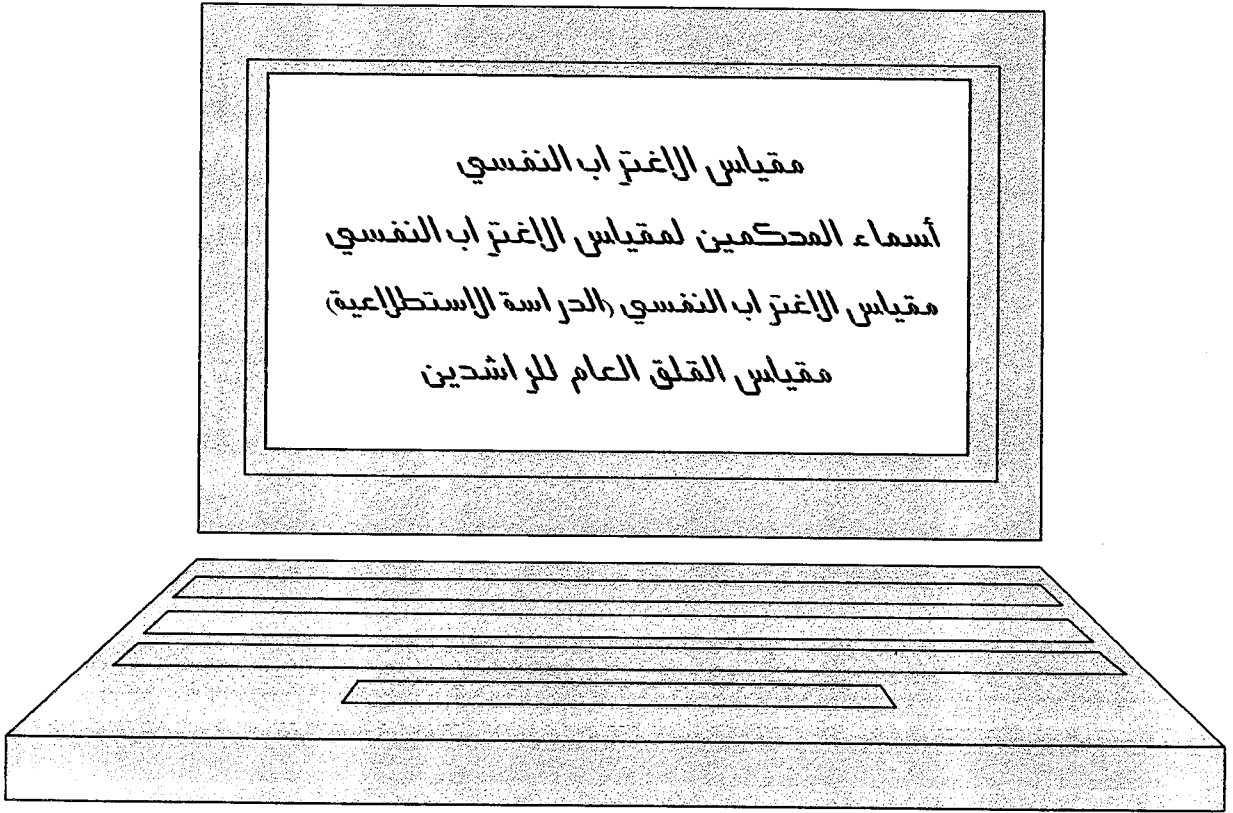 مقياس الاغتراب النفسي
أسماء المحكمين لمقياس الاغتراب النفسي
مقياس الاغتراب النفسي (الدراسة الاستطلاعية)
مقياس القلق العام للراشدين